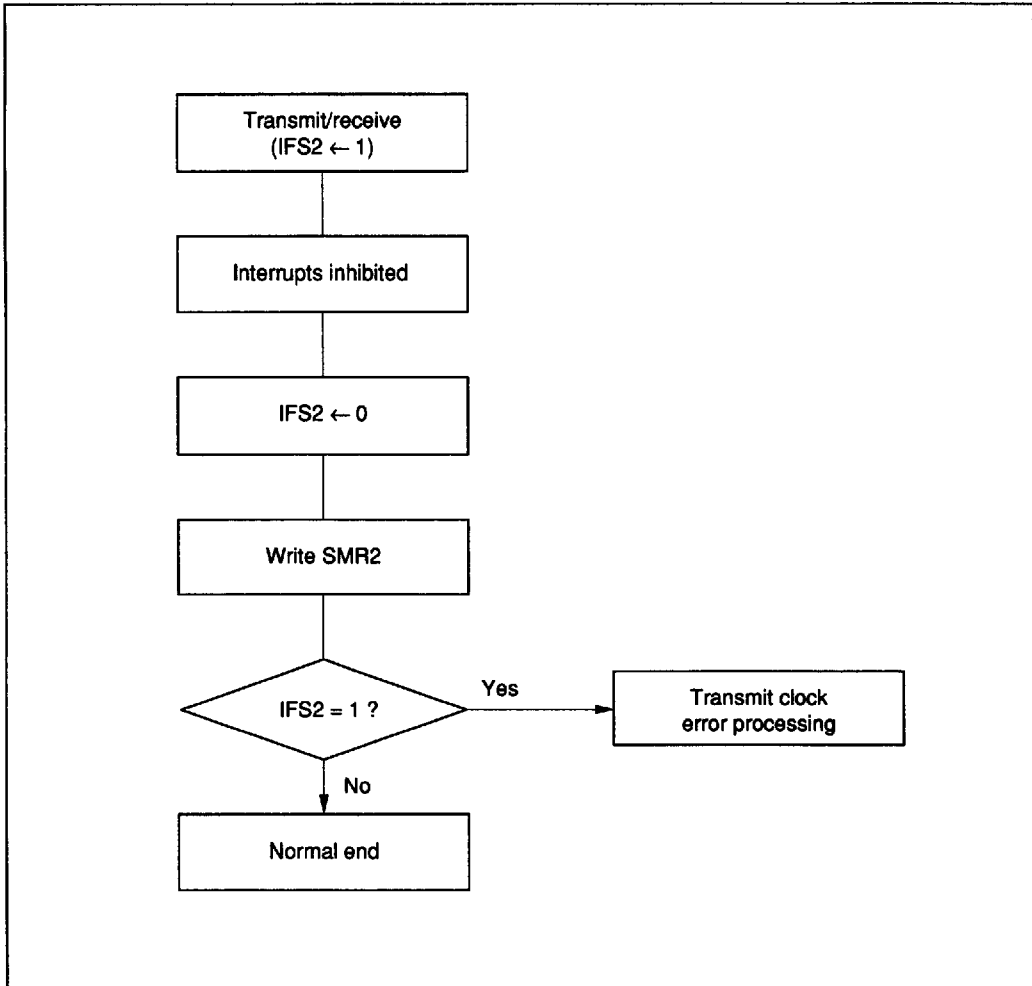 Transmit/receive
(IFS2 ← 1)
Interrupts inhibited
IFS2 ← 0
Write SMR2
IFS2 = 1 ?
Yes
Transmit clock
error processing
No
Normal end